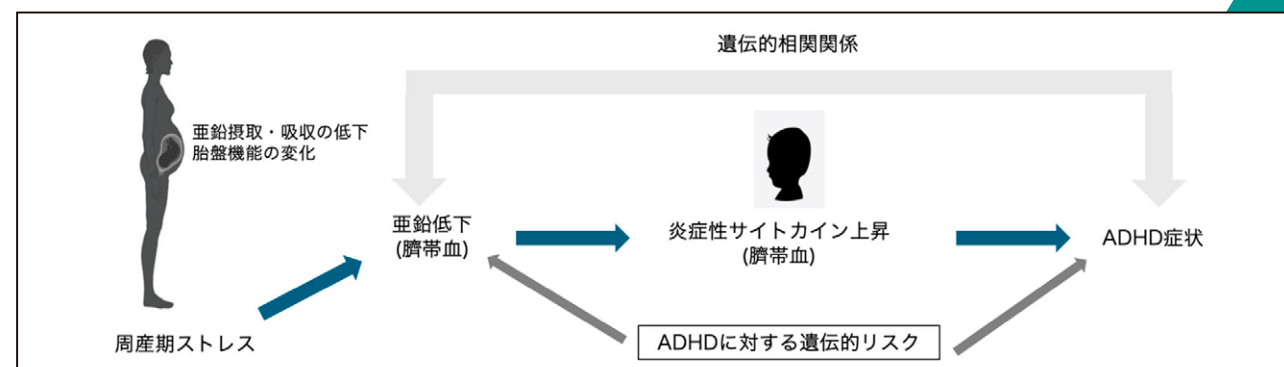 遺伝的相関関係
亜鉛摂取・吸収の低下
胎盤機能の変化
亜鉛低下
(臍帯血)
炎症性サイトカイン上昇
(臍帯血)
ADHD症状
周産期ストレス
ADHDに対する遺伝的リスク